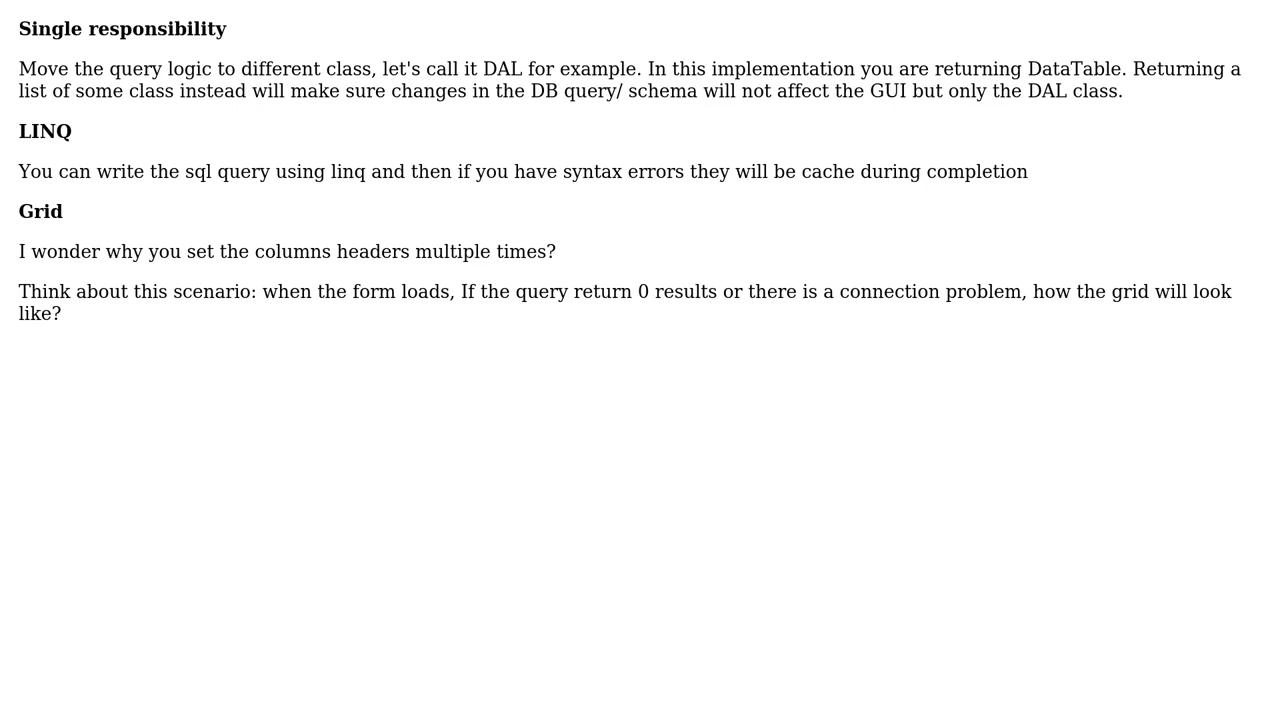 Single responsibility
Move the query logic to different class, let's call it DAL for example. In this implementation you are returning DataTable. Returning a
list of some class instead will make sure changes in the DB query/ schema will not affect the GUI but only the DAL class.
LINQ
You can write the sql query using linq and then if you have syntax errors they will be cache during completion
Grid
I wonder why you set the columns headers multiple times?
Think about this scenario: when the form loads, If the query return 0 results or there is a connection problem, how the grid will look
like?